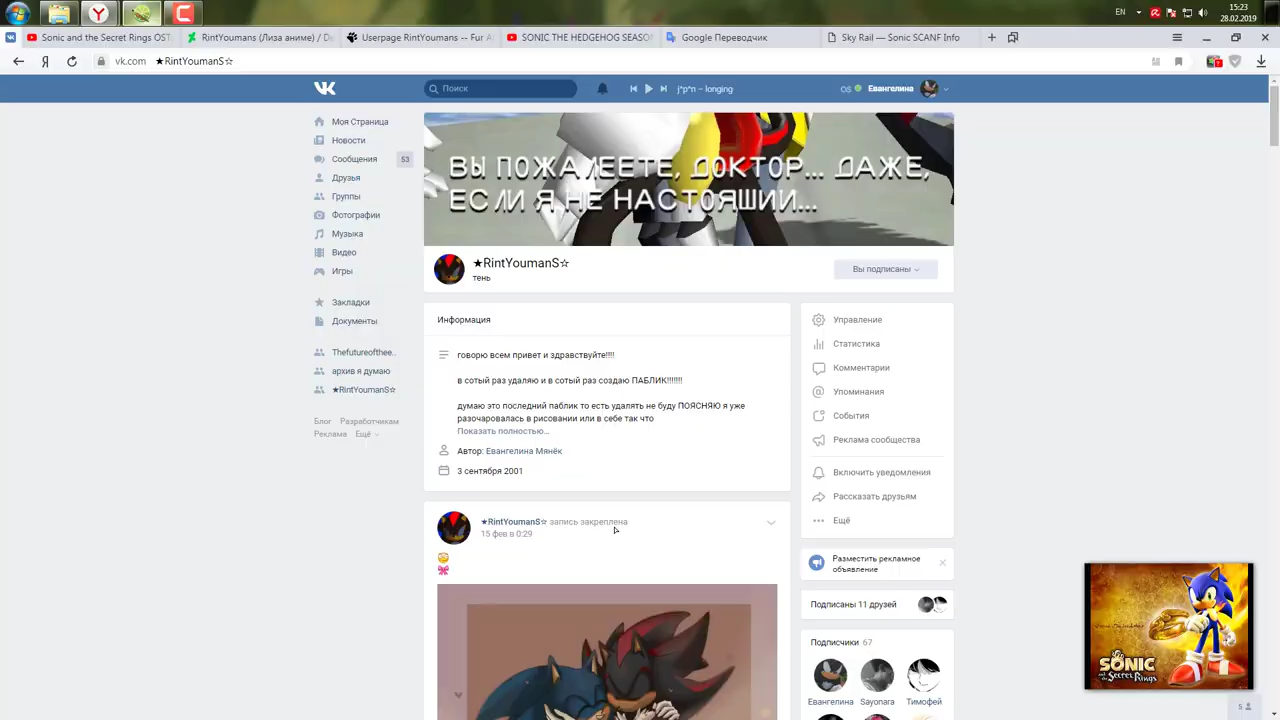 EN
15:23
28.02.2019
Sonic and the Secret Rings OST
RintYoumans (Лиза аниме) / De
Userpage RintYoumans -- Fur A
SONIC THE HEDGEHOG SEASON
Google Переводчик
Sky Rail — Sonic SCANF Info
vk.com ★RintYoumanS☆
Поиск
j^p^n – longing
OS Евангелина
Моя Страница
Новости
Сообщения 53
Друзья
Группы
Фотографии
Музыка
Видео
Игры
Закладки
Документы
Thefutureofthee..
архив я думаю
★RintYoumanS☆
Блог Разработчикам
Реклама Ещё
ВЫ ПОЖАЛЕЕТЕ, ДОКТОР... ДАЖЕ,
ЕСЛИ Я НЕ НАСТОЯЩИЙ...
★RintYoumanS☆
тень
Вы подписаны
Информация
говорю всем привет и здравствуйте!!!!
в сотый раз удаляю и в сотый раз создаю ПАБЛИК!!!!!!!
думаю это последний паблик то есть удалять не буду ПОЯСНЯЮ я уже
разочаровалась в рисовании или в себе так что
Показать полностью…
Автор: Евангелина Мянёк
3 сентября 2001
★RintYoumanS☆ запись закреплена
15 фев в 0:29
Управление
Статистика
Комментарии
Упоминания
События
Реклама сообщества
Включить уведомления
Рассказать друзьям
Ещё
Разместить рекламное
объявление
Подписаны 11 друзей
Подписчики 67
Евангелина Sayonara Тимофей
SONIC
and the
Secret Rings
5